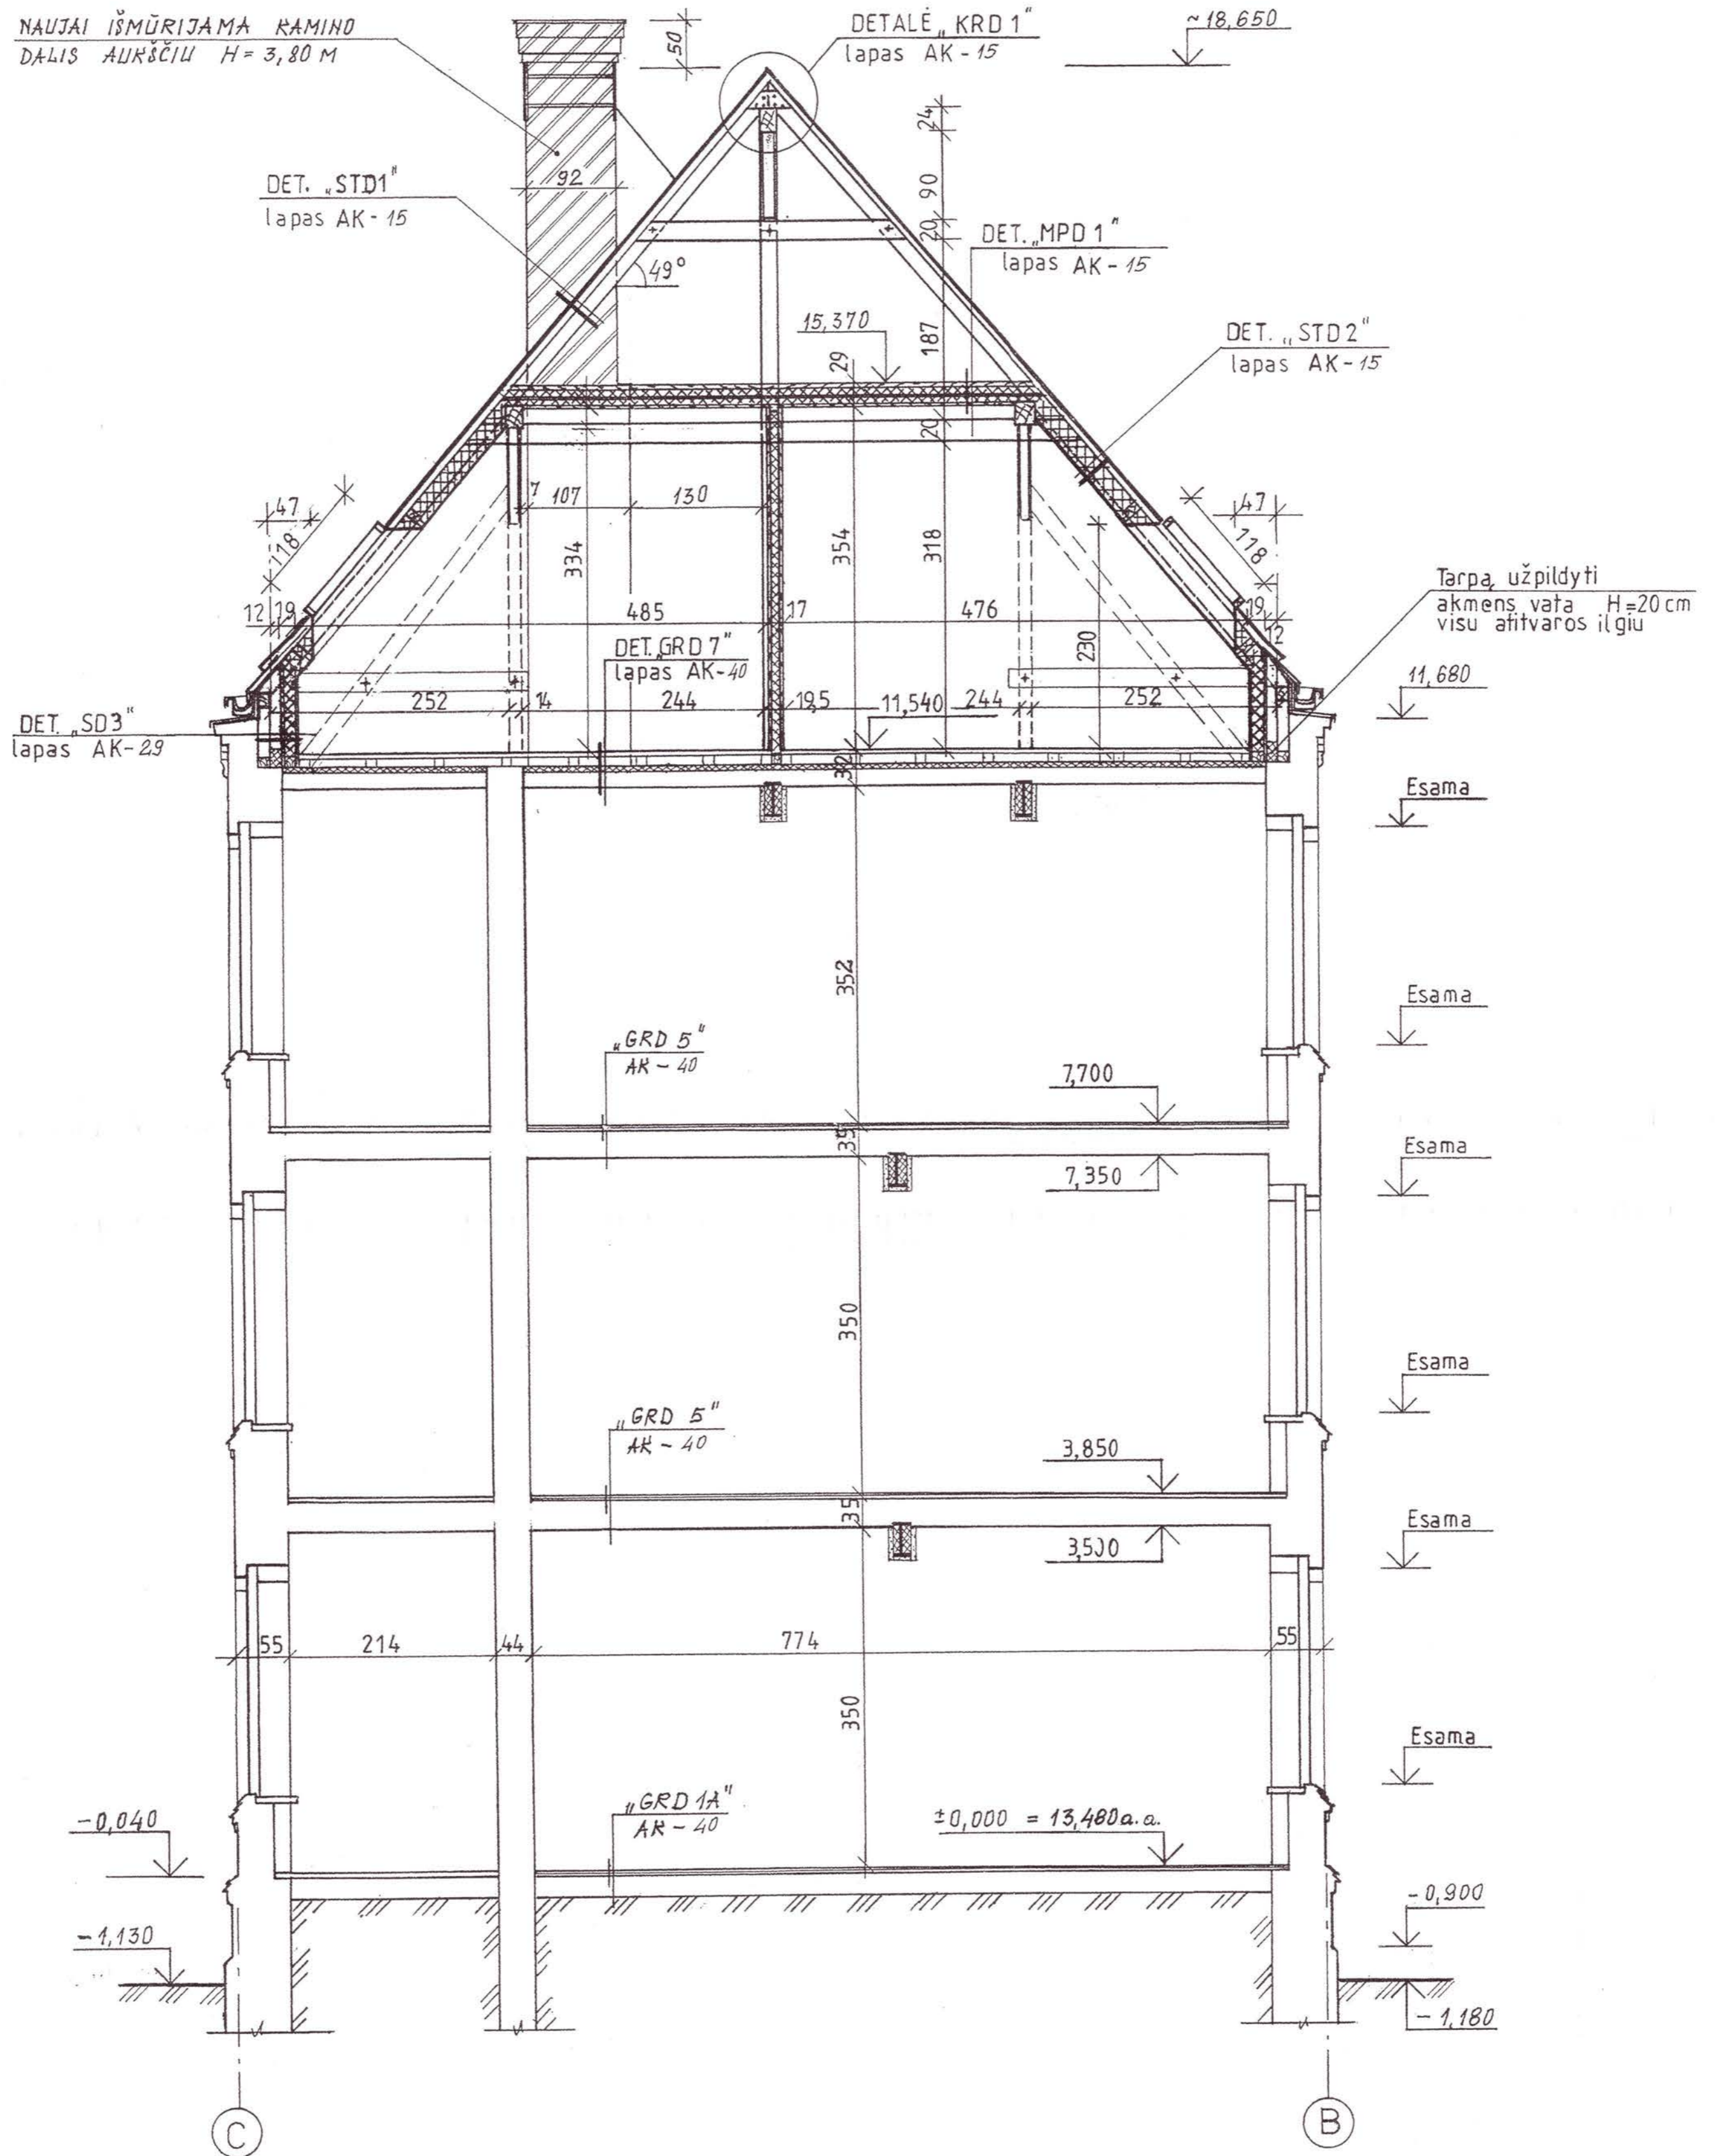 NAUJAI IŠMŪRIJAMA KAMINO
DALIS AUKŠČIU H = 3,80 M
50
DETALĖ „KRD 1"
lapas AK - 15
~18,650
24
92
90
DET. „STD1"
lapas AK - 15
20
DET. „MPD 1"
lapas AK - 15
49°
15,370
187
29
DET. „STD2"
lapas AK - 15
20
47
118
7
107
130
334
354
318
47
118
Tarpą užpildyti
akmens vata H=20 cm
visu atitvaros ilgiu
12
19
485
17
476
19
12
230
DET. „GRD 7"
lapas AK-40
11,680
252
14
244
19,5
11,540
244
252
DET. „SD3"
lapas AK-29
32
Esama
352
Esama
„GRD 5"
AK - 40
7,700
35
Esama
7,350
350
Esama
„GRD 5"
AK - 40
3,850
35
Esama
3,500
55
214
44
774
55
350
Esama
„GRD 1A"
AK - 40
±0,000 = 13,480 a.a.
-0,040
-0,900
-1,130
-1,180
C
B